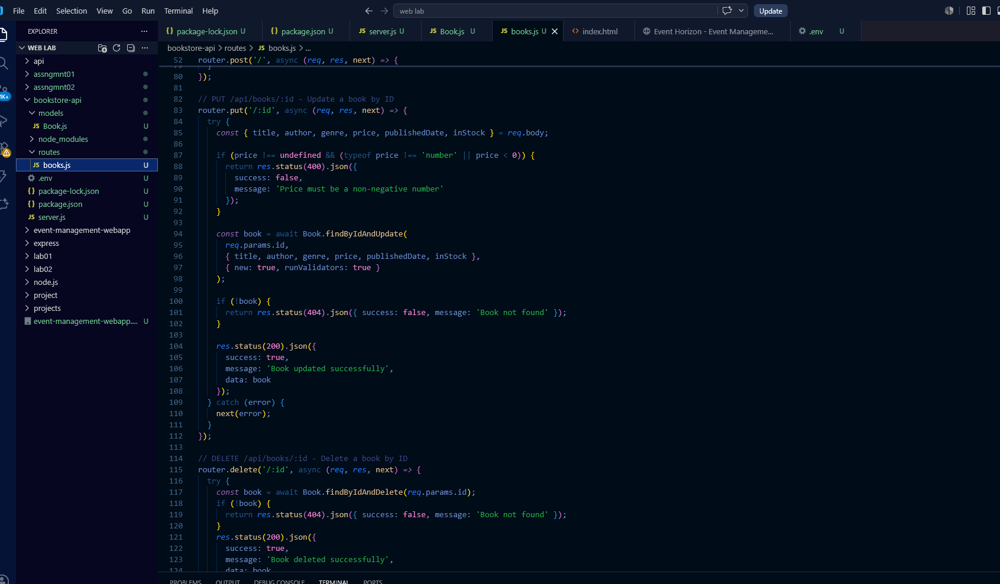 File Edit Selection View Go Run Terminal Help
web lab
Update
EXPLORER
WEB LAB
api
assngmnt01
assngmnt02
bookstore-api
models
JS Book.js U
node_modules
routes
JS books.js U
.env U
{} package-lock.json U
{} package.json U
JS server.js U
event-management-webapp
express
lab01
lab02
node.js
project
projects
event-management-webapp.... U
1K+
{} package-lock.json U
{} package.json U
JS server.js U
JS Book.js U
JS books.js U
<> index.html
Event Horizon - Event Manageme...
.env U
bookstore-api > routes > JS books.js > ...
52 router.post('/', async (req, res, next) => {
79 }
80 });
81
82 // PUT /api/books/:id - Update a book by ID
83 router.put('/:id', async (req, res, next) => {
84 try {
85 const { title, author, genre, price, publishedDate, inStock } = req.body;
86
87 if (price !== undefined && (typeof price !== 'number' || price < 0)) {
88 return res.status(400).json({
89 success: false,
90 message: 'Price must be a non-negative number'
91 });
92 }
93
94 const book = await Book.findByIdAndUpdate(
95 req.params.id,
96 { title, author, genre, price, publishedDate, inStock },
97 { new: true, runValidators: true }
98 );
99
100 if (!book) {
101 return res.status(404).json({ success: false, message: 'Book not found' });
102 }
103
104 res.status(200).json({
105 success: true,
106 message: 'Book updated successfully',
107 data: book
108 });
109 } catch (error) {
110 next(error);
111 }
112 });
113
114 // DELETE /api/books/:id - Delete a book by ID
115 router.delete('/:id', async (req, res, next) => {
116 try {
117 const book = await Book.findByIdAndDelete(req.params.id);
118 if (!book) {
119 return res.status(404).json({ success: false, message: 'Book not found' });
120 }
121 res.status(200).json({
122 success: true,
123 message: 'Book deleted successfully',
124 data: book
PROBLEMS OUTPUT DEBUG CONSOLE TERMINAL PORTS